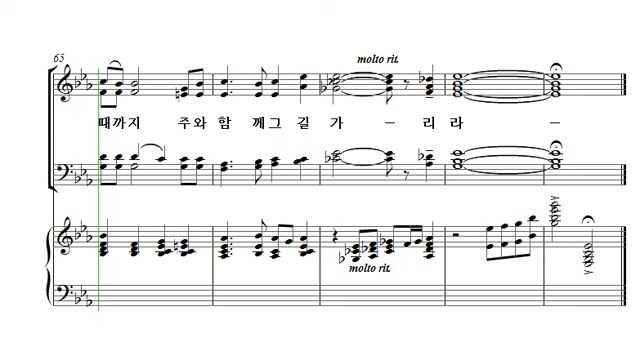 65
molto rit.
때까지 주와 함 께그 길 가 － 리 라 －
molto rit.